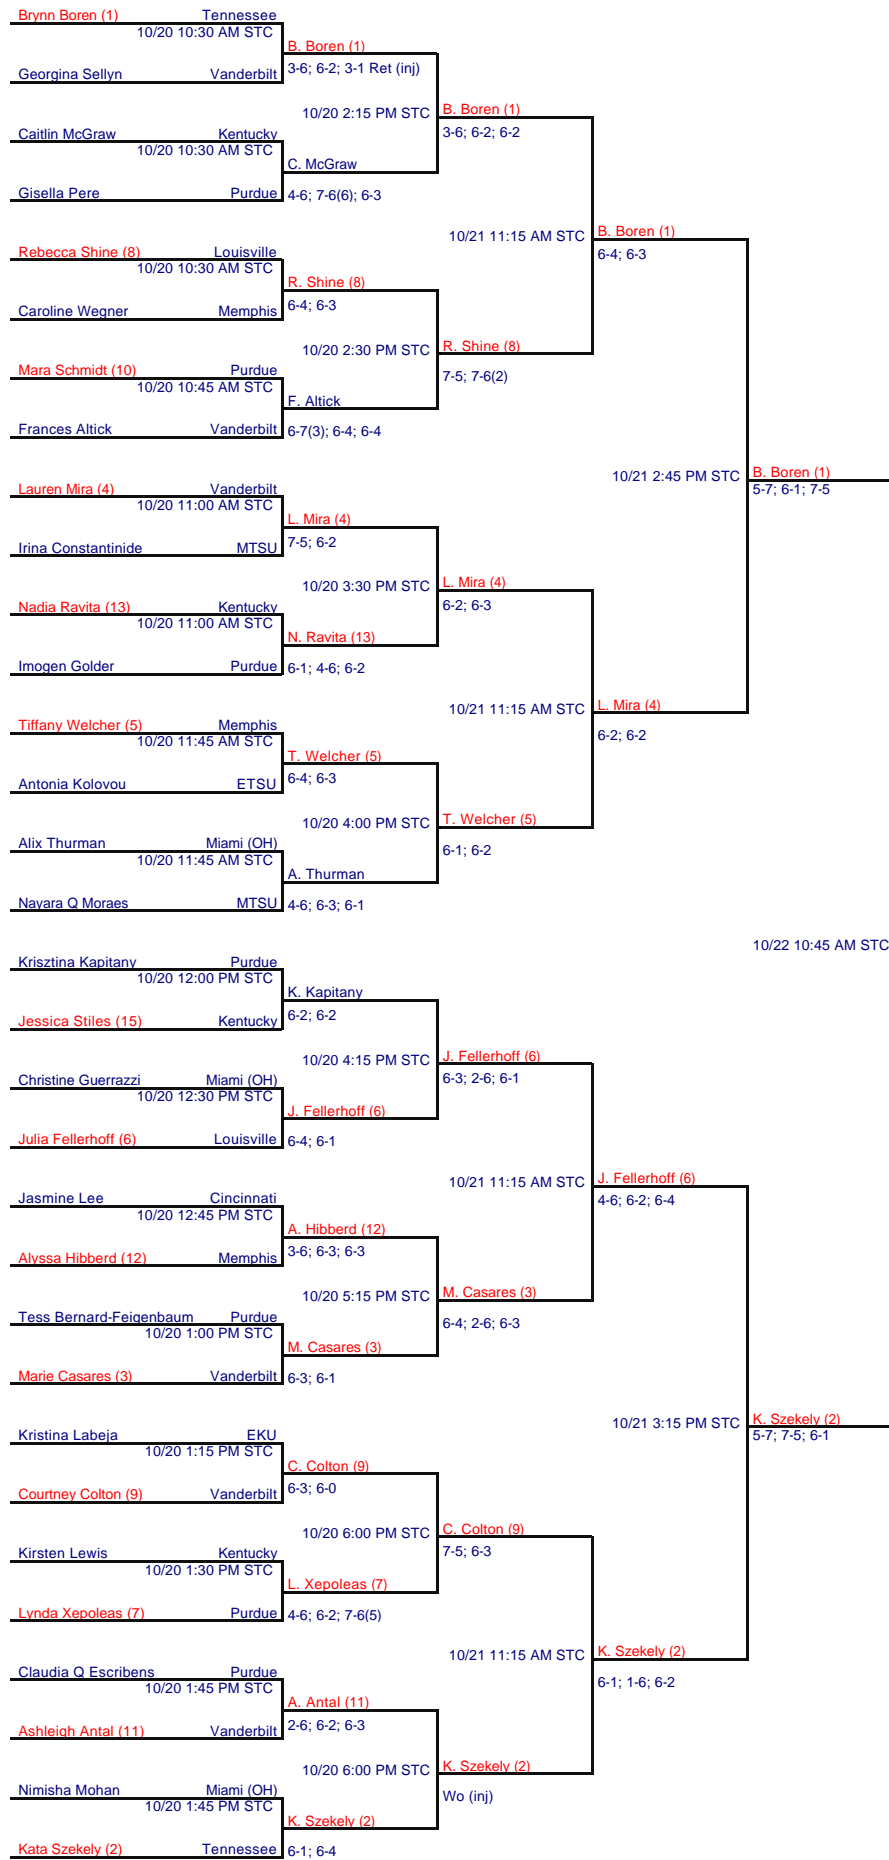 Brynn Boren (1) Tennessee
10/20 10:30 AM STC
B. Boren (1)
3-6; 6-2; 3-1 Ret (inj)
Georgina Sellyn Vanderbilt
10/20 2:15 PM STC
B. Boren (1)
3-6; 6-2; 6-2
Caitlin McGraw Kentucky
10/20 10:30 AM STC
C. McGraw
4-6; 7-6(6); 6-3
Gisella Pere Purdue
10/21 11:15 AM STC
B. Boren (1)
6-4; 6-3
Rebecca Shine (8) Louisville
10/20 10:30 AM STC
R. Shine (8)
6-4; 6-3
Caroline Wegner Memphis
10/20 2:30 PM STC
R. Shine (8)
7-5; 7-6(2)
Mara Schmidt (10) Purdue
10/20 10:45 AM STC
F. Altick
6-7(3); 6-4; 6-4
Frances Altick Vanderbilt
10/21 2:45 PM STC
B. Boren (1)
5-7; 6-1; 7-5
Lauren Mira (4) Vanderbilt
10/20 11:00 AM STC
L. Mira (4)
7-5; 6-2
Irina Constantinide MTSU
10/20 3:30 PM STC
L. Mira (4)
6-2; 6-3
Nadia Ravita (13) Kentucky
10/20 11:00 AM STC
N. Ravita (13)
6-1; 4-6; 6-2
Imogen Golder Purdue
10/21 11:15 AM STC
L. Mira (4)
6-2; 6-2
Tiffany Welcher (5) Memphis
10/20 11:45 AM STC
T. Welcher (5)
6-4; 6-3
Antonia Kolovou ETSU
10/20 4:00 PM STC
T. Welcher (5)
6-1; 6-2
Alix Thurman Miami (OH)
10/20 11:45 AM STC
A. Thurman
4-6; 6-3; 6-1
Nayara Q Moraes MTSU
10/22 10:45 AM STC
Krisztina Kapitany Purdue
10/20 12:00 PM STC
K. Kapitany
6-2; 6-2
Jessica Stiles (15) Kentucky
10/20 4:15 PM STC
J. Fellerhoff (6)
6-3; 2-6; 6-1
Christine Guerrazzi Miami (OH)
10/20 12:30 PM STC
J. Fellerhoff (6)
6-4; 6-1
Julia Fellerhoff (6) Louisville
10/21 11:15 AM STC
J. Fellerhoff (6)
4-6; 6-2; 6-4
Jasmine Lee Cincinnati
10/20 12:45 PM STC
A. Hibberd (12)
3-6; 6-3; 6-3
Alyssa Hibberd (12) Memphis
10/20 5:15 PM STC
M. Casares (3)
6-4; 2-6; 6-3
Tess Bernard-Feigenbaum Purdue
10/20 1:00 PM STC
M. Casares (3)
6-3; 6-1
Marie Casares (3) Vanderbilt
10/21 3:15 PM STC
K. Szekely (2)
5-7; 7-5; 6-1
Kristina Labeja EKU
10/20 1:15 PM STC
C. Colton (9)
6-3; 6-0
Courtney Colton (9) Vanderbilt
10/20 6:00 PM STC
C. Colton (9)
7-5; 6-3
Kirsten Lewis Kentucky
10/20 1:30 PM STC
L. Xepoleas (7)
4-6; 6-2; 7-6(5)
Lynda Xepoleas (7) Purdue
10/21 11:15 AM STC
K. Szekely (2)
6-1; 1-6; 6-2
Claudia Q Escribens Purdue
10/20 1:45 PM STC
A. Antal (11)
2-6; 6-2; 6-3
Ashleigh Antal (11) Vanderbilt
10/20 6:00 PM STC
K. Szekely (2)
Wo (inj)
Nimisha Mohan Miami (OH)
10/20 1:45 PM STC
K. Szekely (2)
6-1; 6-4
Kata Szekely (2) Tennessee